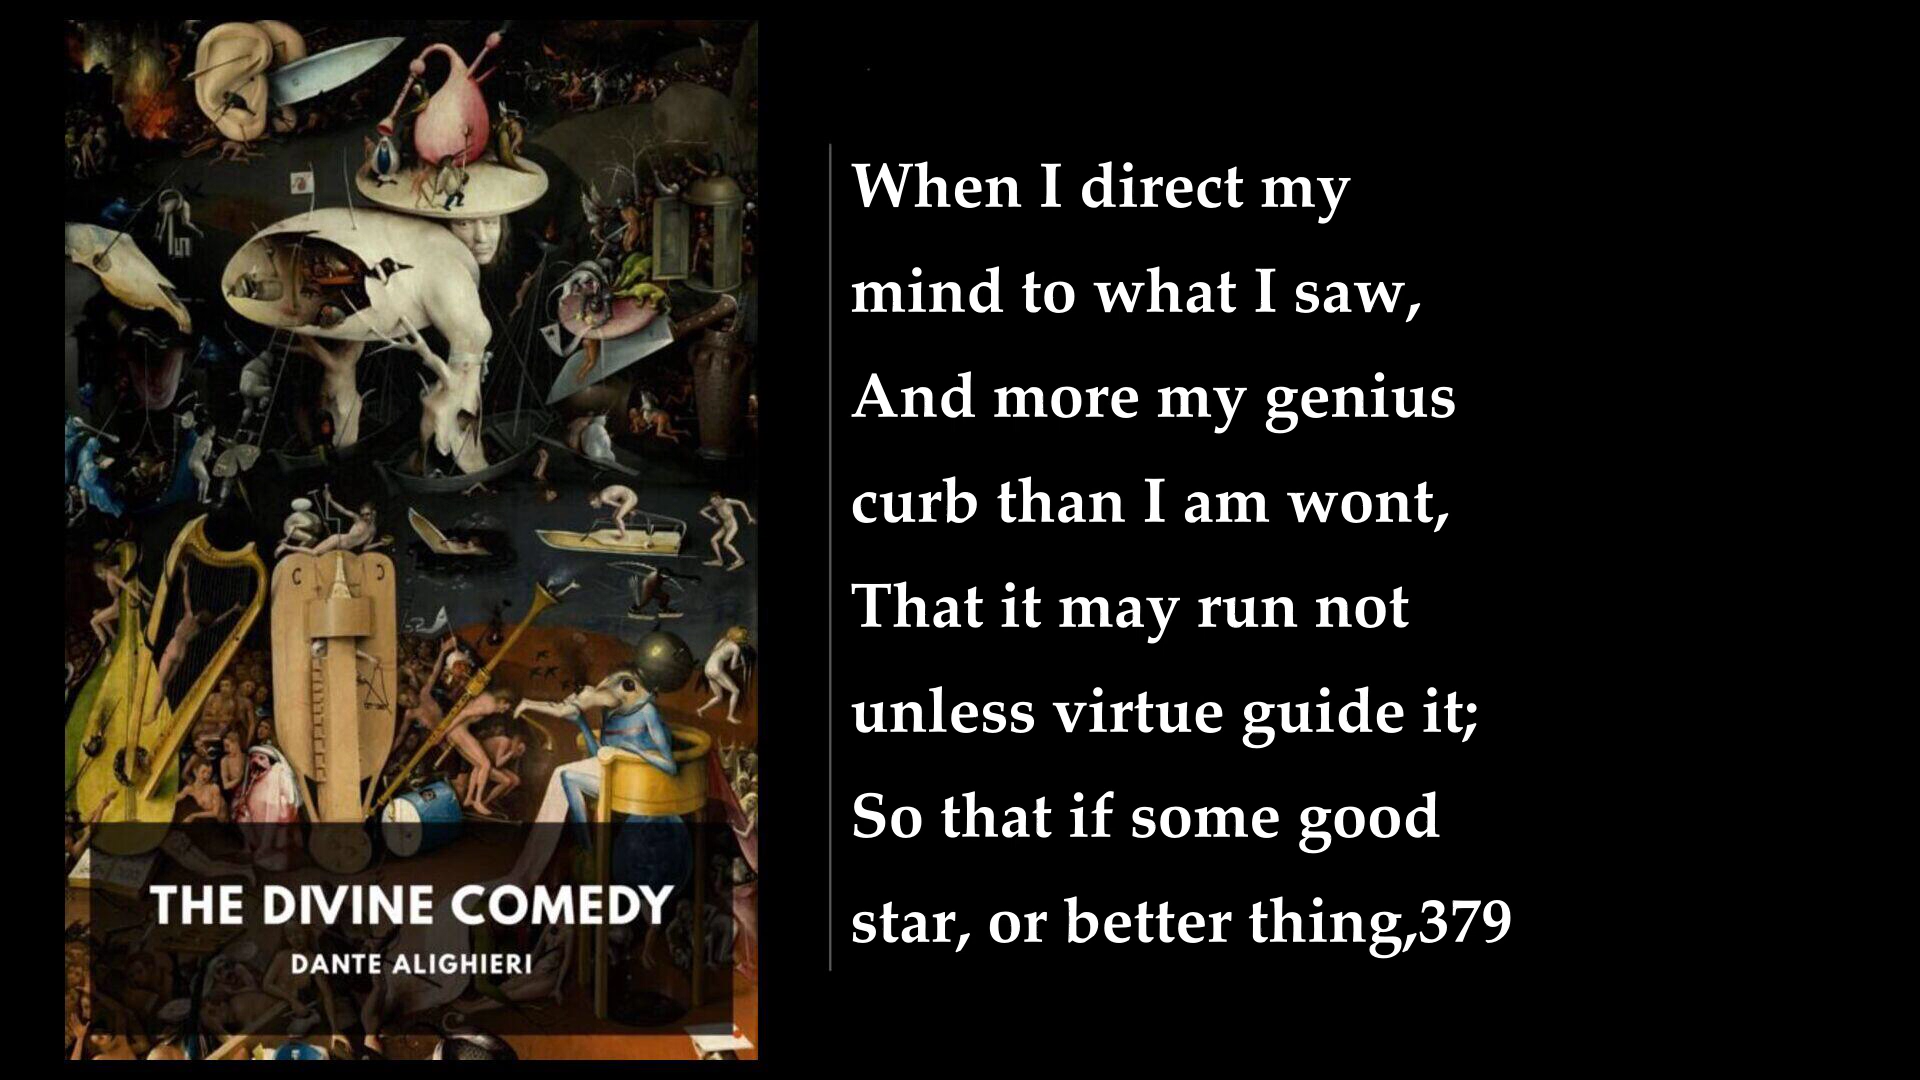 THE DIVINE COMEDY
DANTE ALIGHIERI
When I direct my
mind to what I saw,
And more my genius
curb than I am wont,
That it may run not
unless virtue guide it;
So that if some good
star, or better thing,379